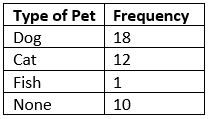 Type of Pet Frequency
Dog 18
Cat 12
Fish 1
None 10